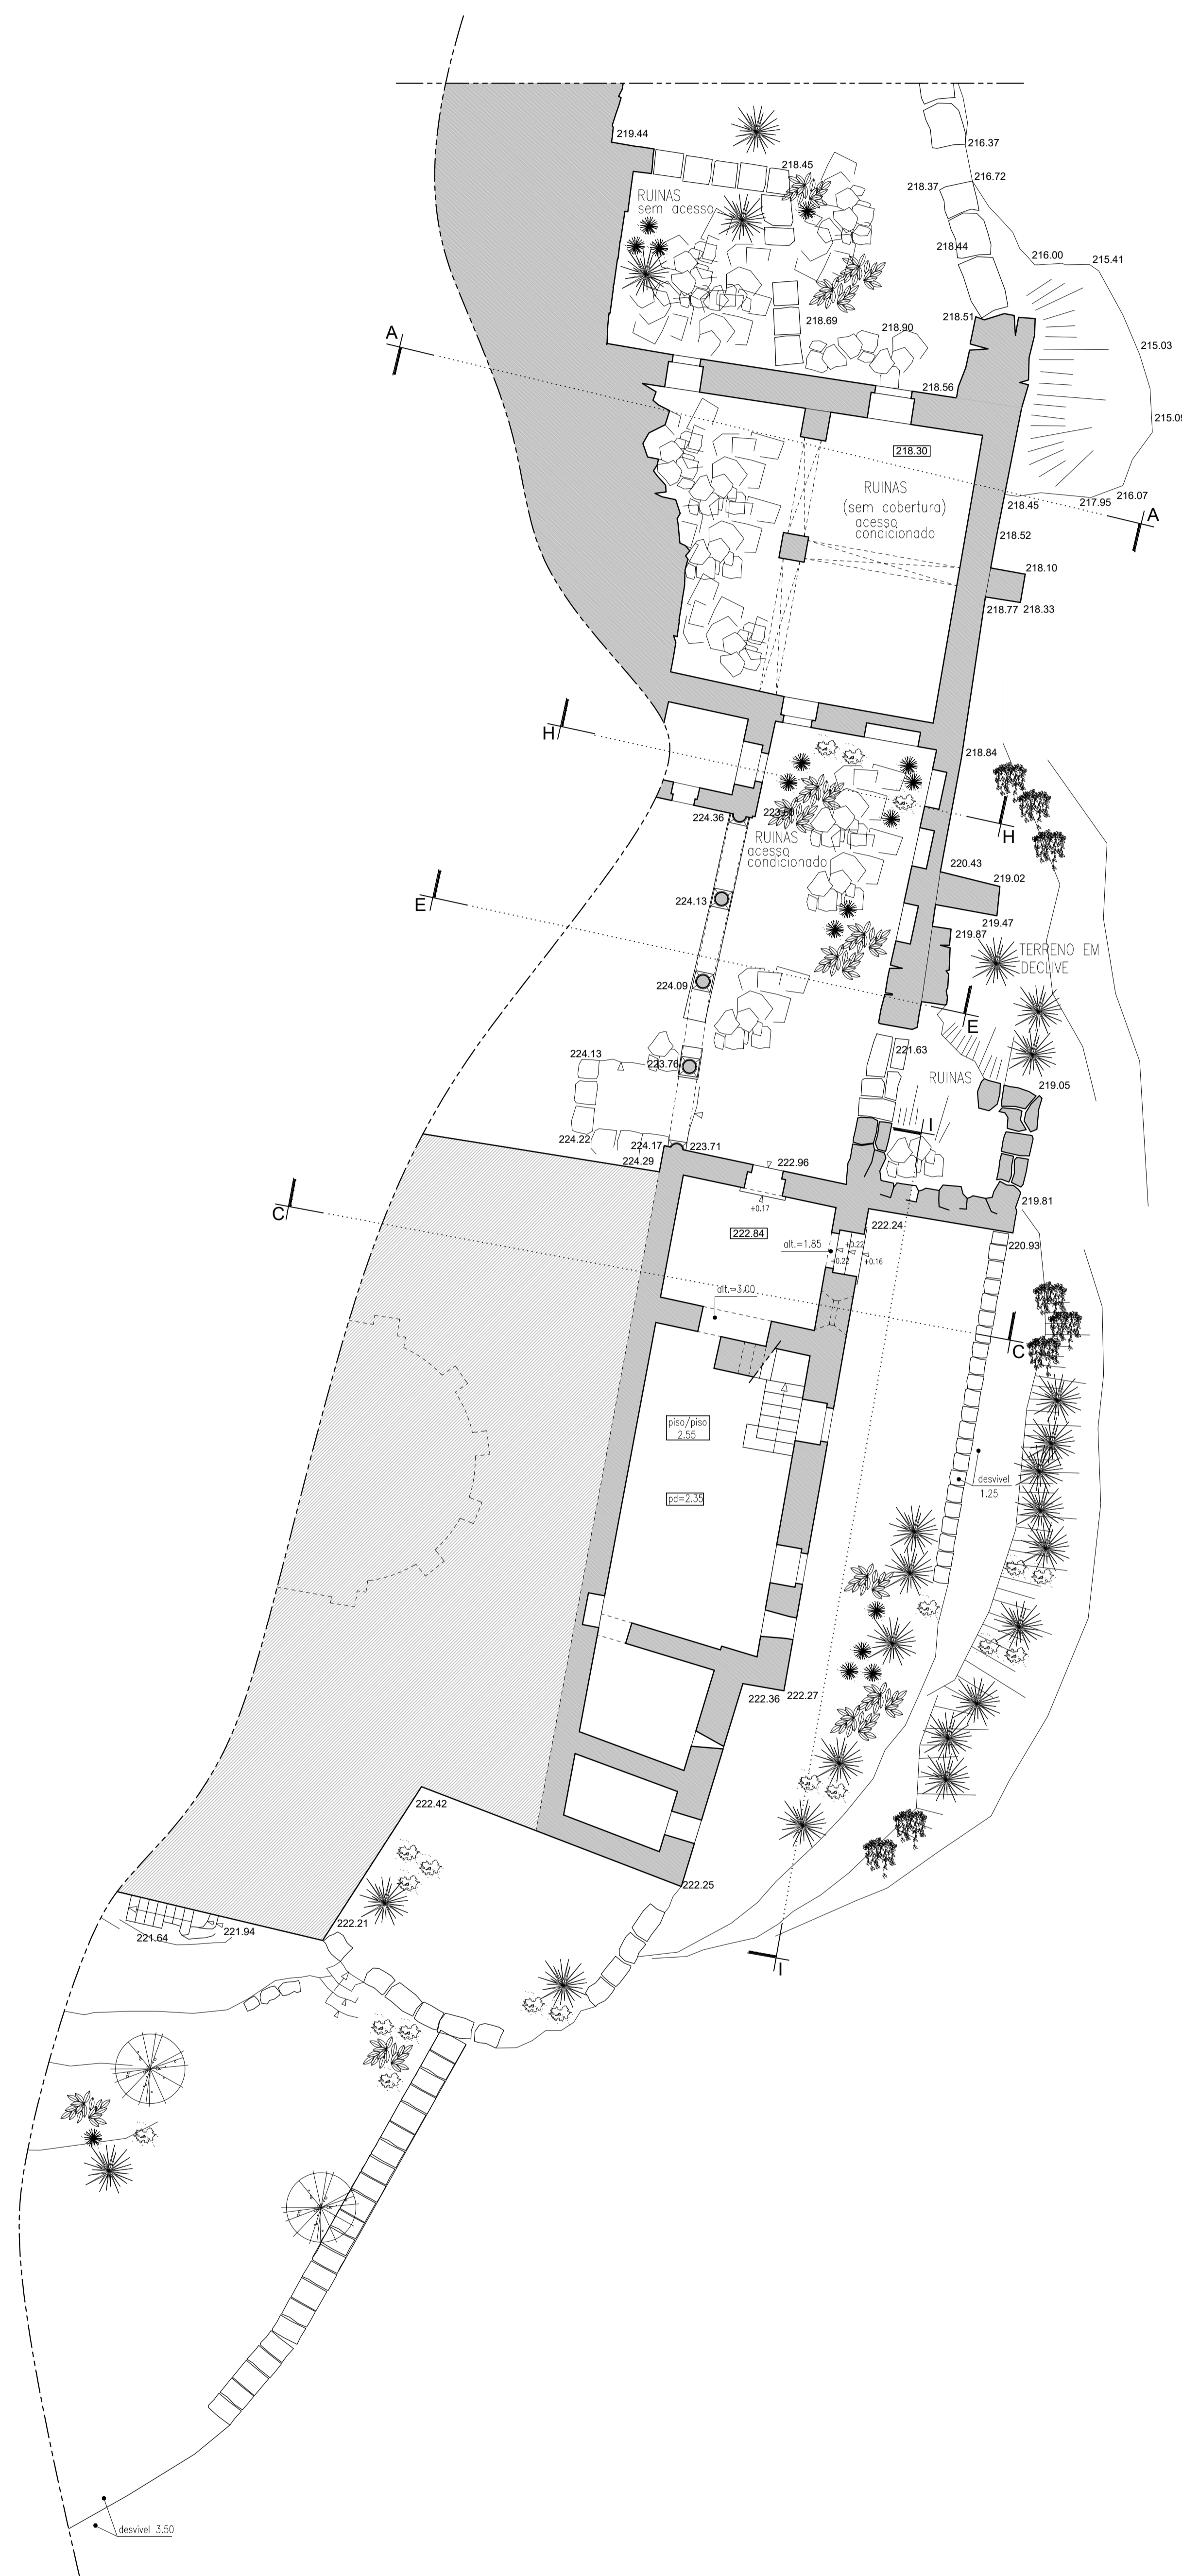 219.44
216.37
218.45
216.72
218.37
RUINAS
sem acesso
218.44
216.00
215.41
218.51
218.69
218.90
215.03
A
218.56
215.09
218.30
RUINAS
(sem cobertura)
acesso
condicionado
216.07
218.45
217.95
A
218.52
218.10
218.77
218.33
H
218.84
224.36
H
RUINAS
acesso
condicionado
220.43
219.02
224.13
E
219.47
219.87
TERRENO EM
DECLIVE
224.09
E
221.63
224.13
223.76
RUINAS
219.05
I
224.22
224.17
223.71
224.29
222.96
219.81
+0.17
C
222.84
222.24
alt.=1.85
+0.22
220.93
+0.22
+0.16
alt.=3.00
C
piso/piso
2.55
desvivel
1.25
pd=2.35
222.36
222.27
222.42
222.25
222.21
221.64
221.94
I
desvivel 3.50